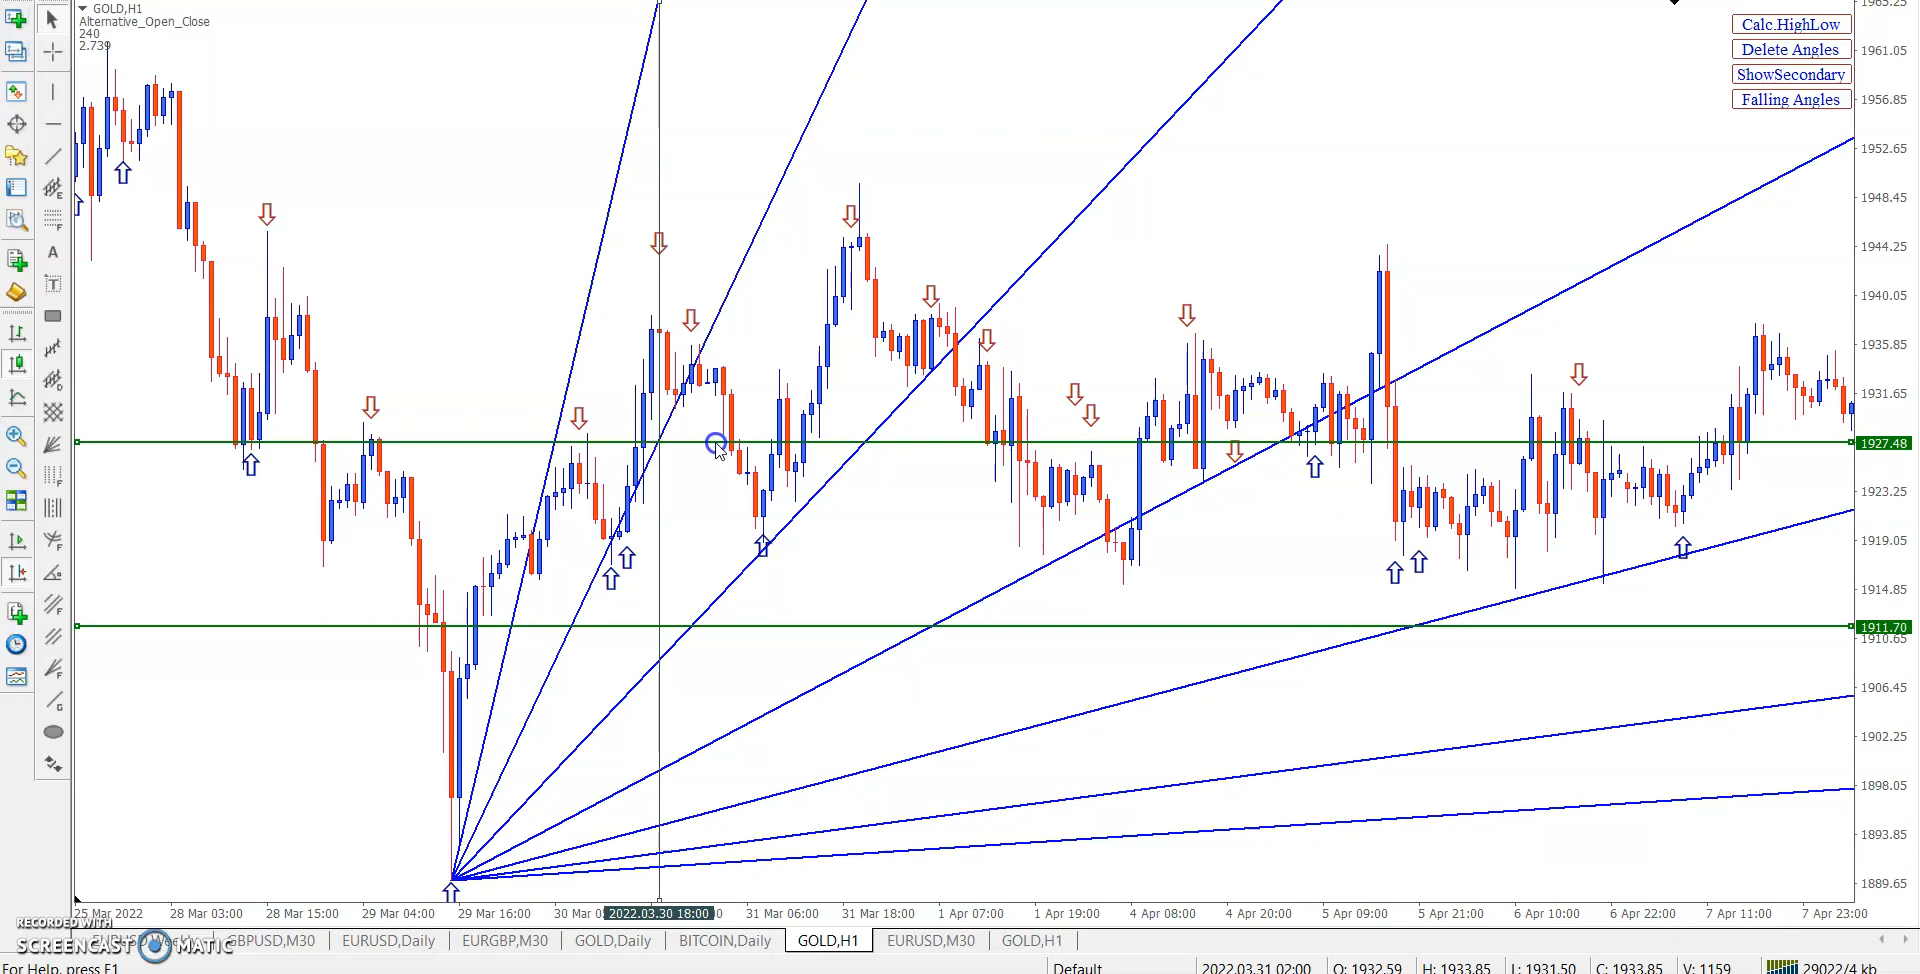 GOLD,H1
Alternative_Open_Close
240
2.739
Calc.HighLow
Delete Angles
ShowSecondary
Falling Angles
1965.25
1961.05
1956.85
1952.65
1948.45
1944.25
1940.05
1935.85
1931.65
1927.48
1923.25
1919.05
1914.85
1911.70
1910.65
1906.45
1902.25
1898.05
1893.85
1889.65
E
F
A
T
D
F
F
F
F
G
25 Mar 2022 28 Mar 03:00 28 Mar 15:00 29 Mar 04:00 29 Mar 16:00 30 Mar 2022.03.30 18:00 31 Mar 06:00 31 Mar 18:00 1 Apr 07:00 1 Apr 19:00 4 Apr 08:00 4 Apr 20:00 5 Apr 09:00 5 Apr 21:00 6 Apr 10:00 6 Apr 22:00 7 Apr 11:00 7 Apr 23:00
RECORDED WITH
SCREENCAST MATIC
GBPUSD,M30 EURUSD,Daily EURGBP,M30 GOLD,Daily BITCOIN,Daily GOLD,H1 EURUSD,M30 GOLD,H1
For Help, press F1 Default 2022.03.31 02:00 O: 1932.59 H: 1933.85 L: 1931.50 C: 1933.85 V: 1159 29022/4 kb